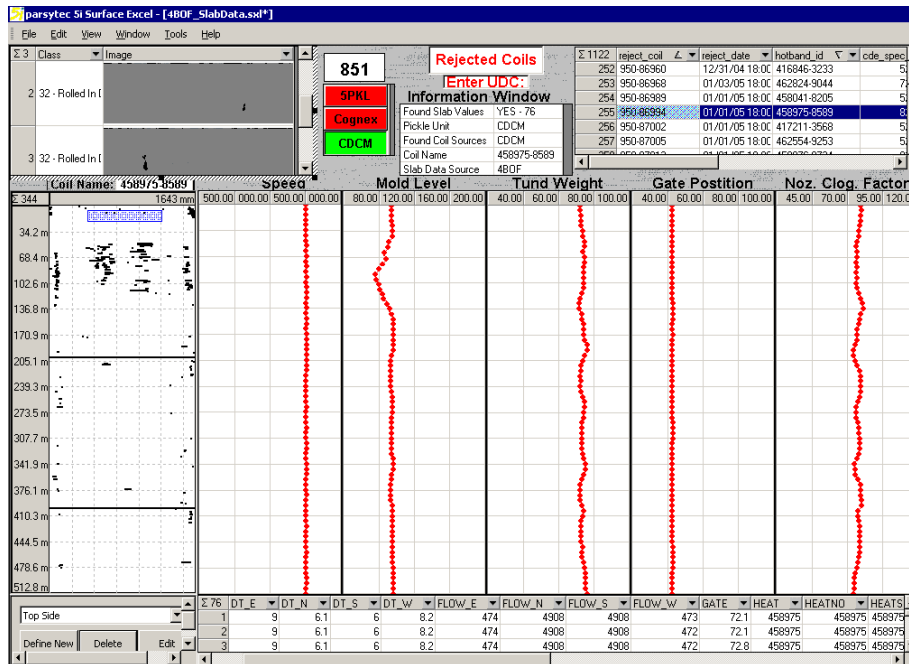 parsytec 5i Surface Excel - [4BOF_SlabData.sxl*]
File Edit View Window Tools Help
Σ 3 Class Image
2 32 - Rolled In [
3 32 - Rolled In [
851
5PKL
Cognex
CDCM
Rejected Coils
Enter UDC:
Information Window
Found Slab Values YES - 76
Pickle Unit CDCM
Found Coil Sources CDCM
Coil Name 458975-8589
Slab Data Source 4BOF
Σ 1122 reject_coil reject_date hotband_id cde_spec_
252 950-86960 12/31/04 18:00 416846-3233 5
253 950-86968 01/03/05 18:00 462824-9044 7
254 950-86989 01/01/05 18:00 458041-8205 5
255 950-86994 01/01/05 18:00 458975-8589 8
256 950-87002 01/01/05 18:00 417211-3568 5
257 950-87005 01/01/05 18:00 462554-9253 5
Coil Name: 458975-8589
Speed Mold Level Tund Weight Gate Postition Noz. Clog. Factor
Σ 344 1643 mm 500.00 000.00 500.00 000.00 80.00 120.00 160.00 200.00 40.00 60.00 80.00 100.00 40.00 60.00 80.00 100.00 45.00 70.00 95.00 120.0
34.2 m
68.4 m
102.6 m
136.8 m
170.9 m
205.1 m
239.3 m
273.5 m
307.7 m
341.9 m
376.1 m
410.3 m
444.5 m
478.6 m
512.8 m
Top Side
Define New Delete Edit
Σ 76 DT_E DT_N DT_S DT_W FLOW_E FLOW_N FLOW_S FLOW_W GATE HEAT HEATNO HEATS
1 9 6.1 6 8.2 474 4908 4908 473 72.1 458975 458975 458975
2 9 6.1 6 8.2 474 4908 4908 472 72.1 458975 458975 458975
3 9 6.1 6 8.2 474 4908 4908 472 72.8 458975 458975 458975